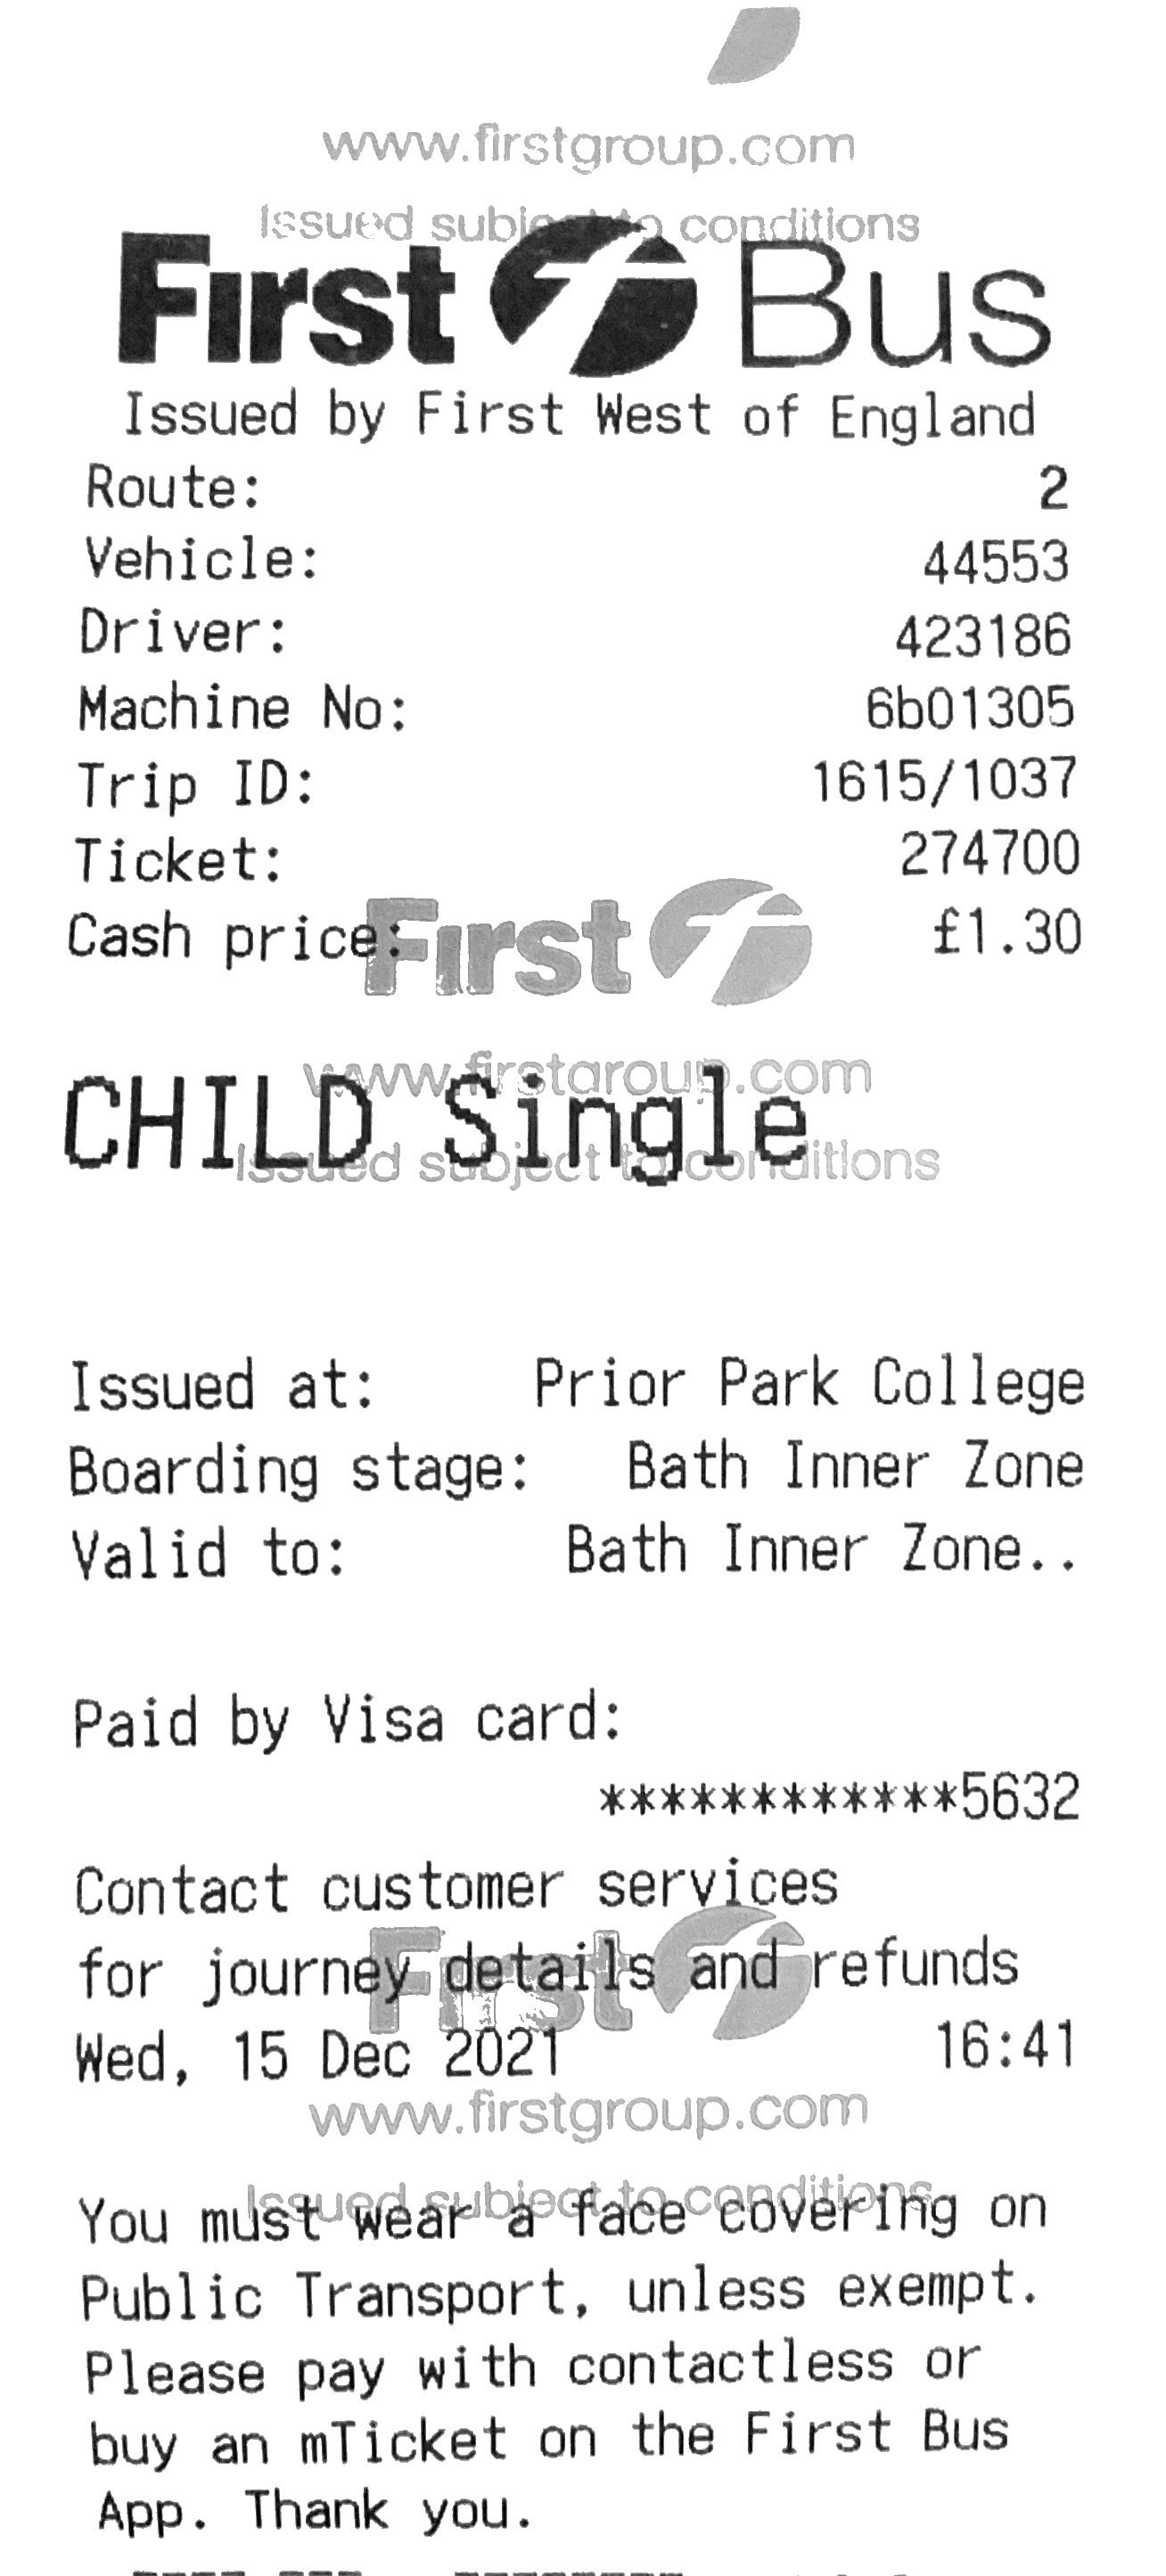 www.firstgroup.com
Issued subject to conditions
First Bus
Issued by First West of England
Route: 2
Vehicle: 44553
Driver: 423186
Machine No: 6b01305
Trip ID: 1615/1037
Ticket: 274700
Cash price: £1.30
First
www.firstgroup.com
CHILD Single
Issued subject to conditions
Issued at: Prior Park College
Boarding stage: Bath Inner Zone
Valid to: Bath Inner Zone..
Paid by Visa card:
************5632
Contact customer services
First
for journey details and refunds
Wed, 15 Dec 2021 16:41
www.firstgroup.com
Issued subject to conditions
You must wear a face covering on
Public Transport, unless exempt.
Please pay with contactless or
buy an mTicket on the First Bus
App. Thank you.